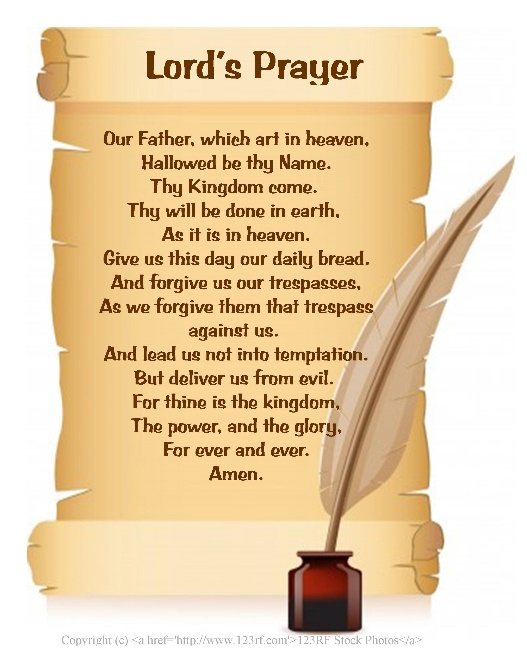 Lord's Prayer
Our Father, which art in heaven,
Hallowed be thy Name.
Thy Kingdom come.
Thy will be done in earth,
As it is in heaven.
Give us this day our daily bread.
And forgive us our trespasses,
As we forgive them that trespass
against us.
And lead us not into temptation.
But deliver us from evil.
For thine is the kingdom,
The power, and the glory,
For ever and ever.
Amen.
Copyright (c) <a href='http://www.123rf.com'>123RF Stock Photos</a>